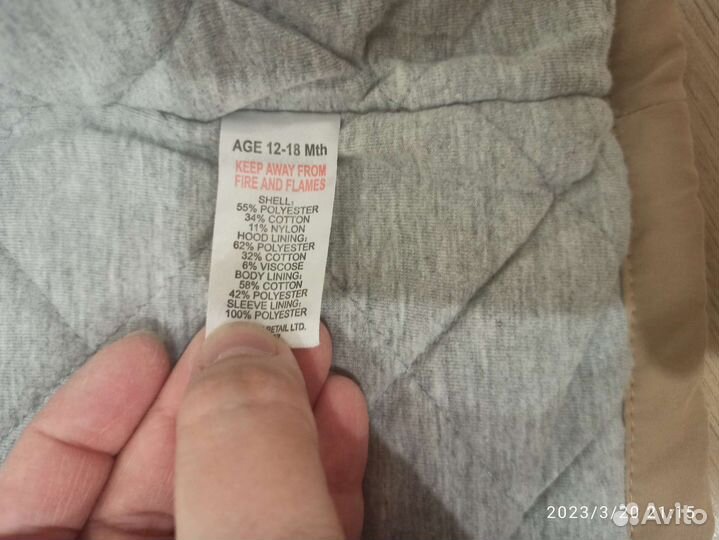 AGE 12-18 Mth
KEEP AWAY FROM
FIRE AND FLAMES
SHELL:
55% POLYESTER
34% COTTON
11% NYLON
HOOD LINING:
62% POLYESTER
32% COTTON
6% VISCOSE
BODY LINING:
58% COTTON
42% POLYESTER
SLEEVE LINING:
100% POLYESTER
RETAIL LTD.
2023/3/20 21:15
Avito